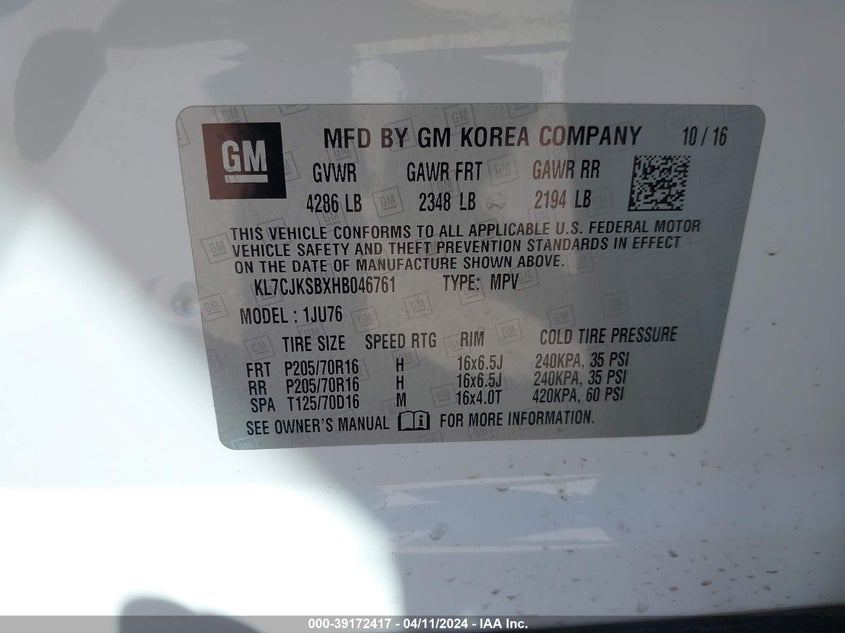 GM
MFD BY GM KOREA COMPANY 10 / 16
GVWR GAWR FRT GAWR RR
4286 LB 2348 LB 2194 LB
THIS VEHICLE CONFORMS TO ALL APPLICABLE U.S. FEDERAL MOTOR
VEHICLE SAFETY AND THEFT PREVENTION STANDARDS IN EFFECT
ON THE DATE OF MANUFACTURE SHOWN ABOVE.
KL7CJKSBXHB046761 TYPE: MPV
MODEL : 1JU76
TIRE SIZE SPEED RTG RIM COLD TIRE PRESSURE
FRT P205/70R16 H 16x6.5J 240KPA, 35 PSI
RR P205/70R16 H 16x6.5J 240KPA, 35 PSI
SPA T125/70D16 M 16x4.0T 420KPA, 60 PSI
SEE OWNER'S MANUAL FOR MORE INFORMATION.
000-39172417 - 04/11/2024 - IAA Inc.